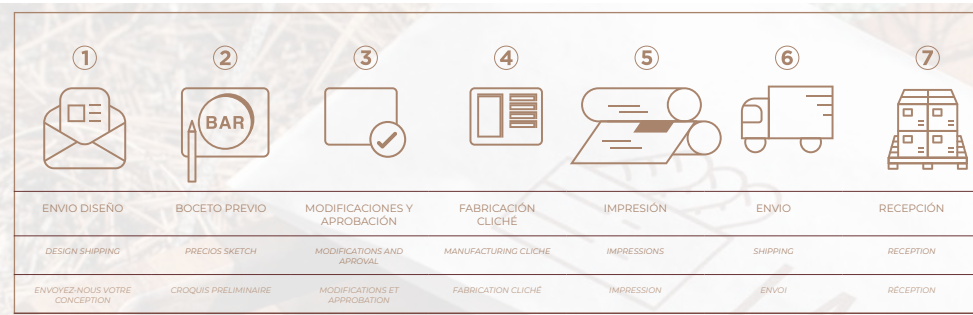 1 2 3 4 5 6 7
BAR
ENVIO DISEÑO
BOCETO PREVIO
MODIFICACIONES Y
APROBACIÓN
FABRICACIÓN
CLICHÉ
IMPRESIÓN
ENVIO
RECEPCIÓN
DESIGN SHIPPING
PRECIOS SKETCH
MODIFICATIONS AND
APROVAL
MANUFACTURING CLICHE
IMPRESSIONS
SHIPPING
RECEPTION
ENVOYEZ-NOUS VOTRE
CONCEPTION
CROQUIS PRELIMINAIRE
MODIFICATIONS ET
APPROBATION
FABRICATION CLICHÉ
IMPRESSION
ENVOI
RÉCEPTION